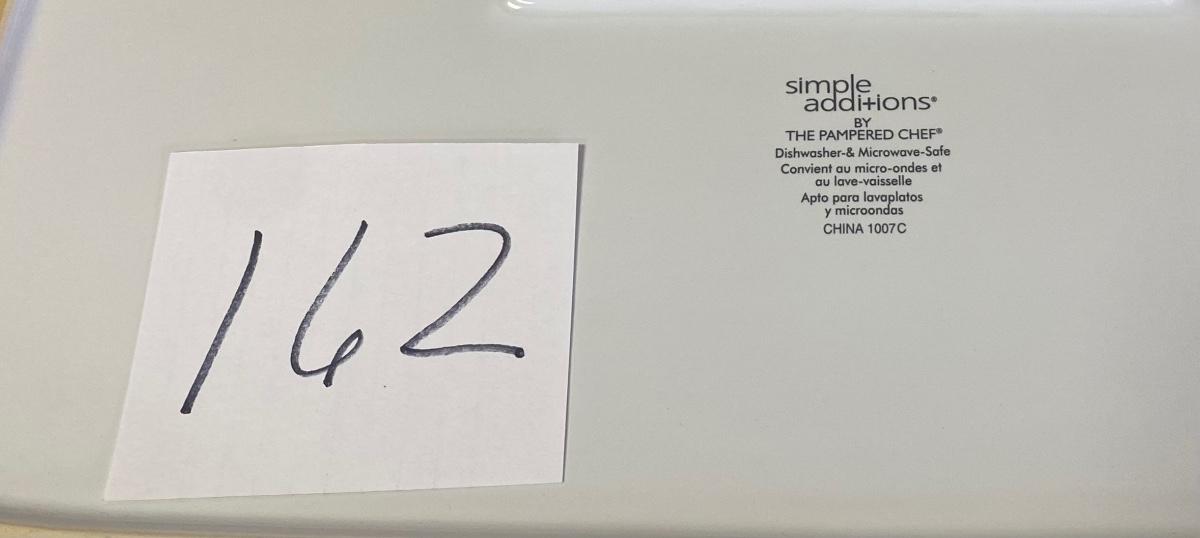 162
simple
additions®
BY
THE PAMPERED CHEF®
Dishwasher-& Microwave-Safe
Convient au micro-ondes et
au lave-vaisselle
Apto para lavaplatos
y microondas
CHINA 1007C